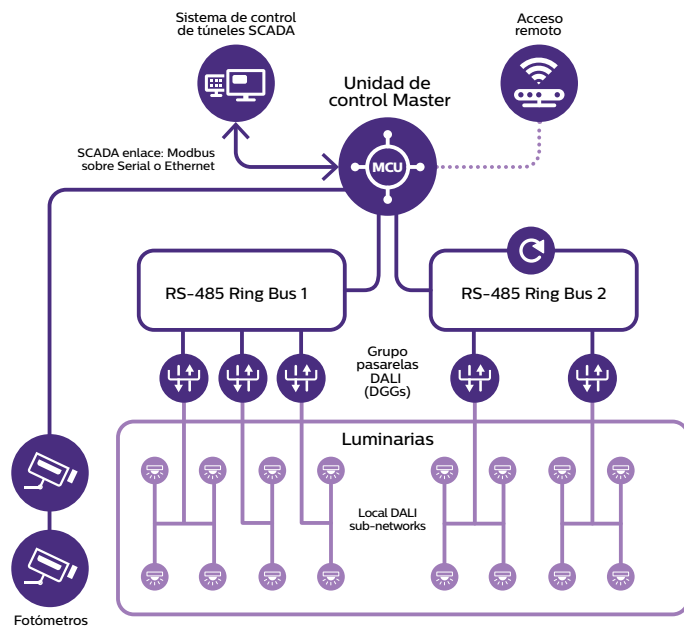 Sistema de control
de túneles SCADA
Acceso
remoto
Unidad de
control Master
MCU
SCADA enlace: Modbus
sobre Serial o Ethernet
RS-485 Ring Bus 1
RS-485 Ring Bus 2
Grupo
pasarelas
DALI
(DGGs)
Luminarias
Local DALI
sub-networks
Fotómetros